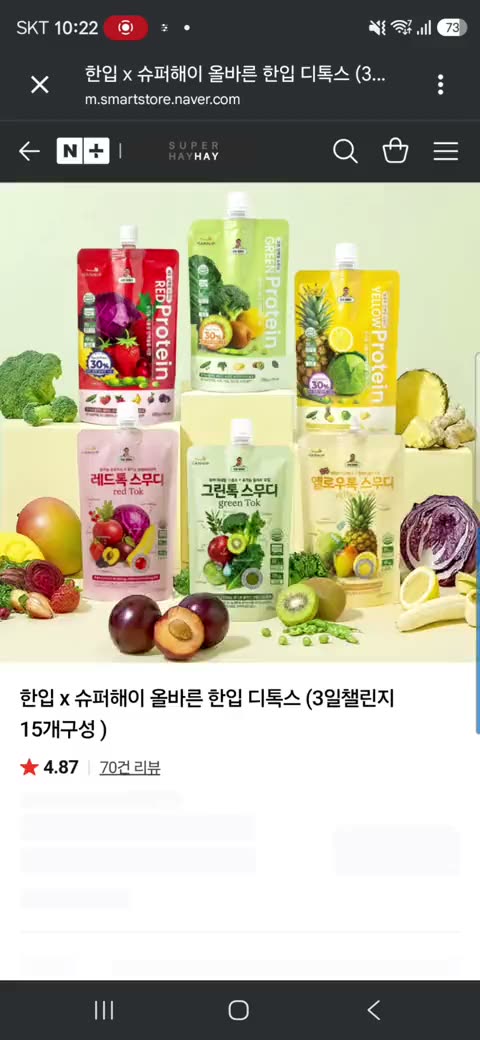 SKT 10:22
73
한입 x 슈퍼해이 올바른 한입 디톡스 (3...
m.smartstore.naver.com
N+
SUPER
HAYHAY
RED Protein
30%
GREEN Protein
30%
YELLOW Protein
30%
레드톡 스무디
red Tok
그린톡 스무디
green Tok
옐로우톡 스무디
한입 x 슈퍼해이 올바른 한입 디톡스 (3일챌린지
15개구성 )
4.87
70건 리뷰